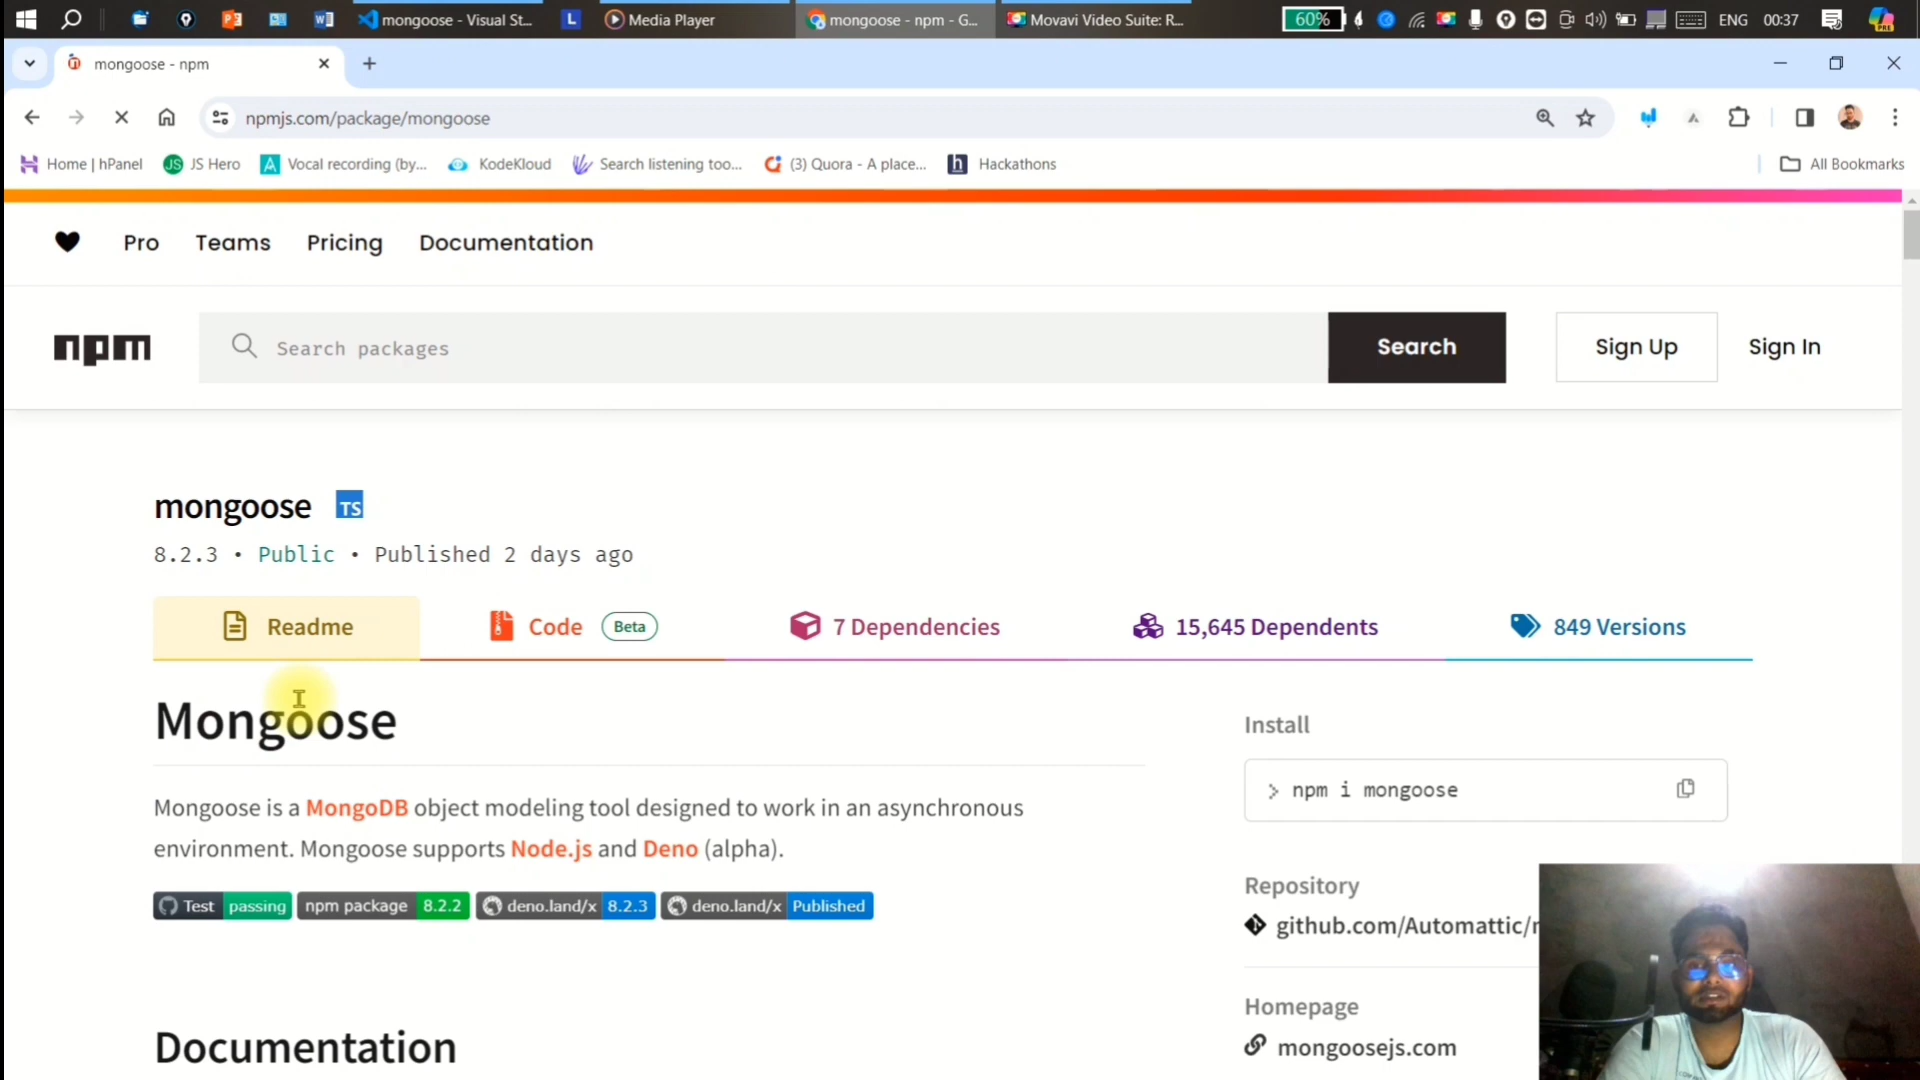 mongoose - Visual St...
L
Media Player
mongoose - npm - G...
Movavi Video Suite: R...
60%
ENG
00:37
mongoose - npm
npmjs.com/package/mongoose
Home | hPanel
JS
JS Hero
A
Vocal recording (by...
KodeKloud
Search listening too...
(3) Quora - A place...
h
Hackathons
All Bookmarks
Pro
Teams
Pricing
Documentation
npm
Search packages
Search
Sign Up
Sign In
mongoose TS
8.2.3 • Public • Published 2 days ago
Readme
Code Beta
7 Dependencies
15,645 Dependents
849 Versions
Mongoose
Mongoose is a MongoDB object modeling tool designed to work in an asynchronous
environment. Mongoose supports Node.js and Deno (alpha).
Test passing npm package 8.2.2 deno.land/x 8.2.3 deno.land/x Published
Documentation
Install
> npm i mongoose
Repository
github.com/Automattic/
Homepage
mongoosejs.com